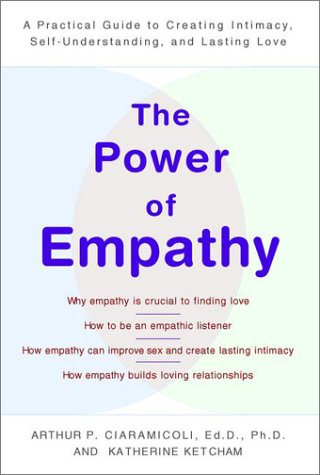 A Practical Guide to Creating Intimacy,
Self-Understanding, and Lasting Love
The
Power
of
Empathy
Why empathy is crucial to finding love
How to be an empathic listener
How empathy can improve sex and create lasting intimacy
How empathy builds loving relationships
ARTHUR P. CIARAMICOLI, Ed.D., Ph.D.
AND KATHERINE KETCHAM